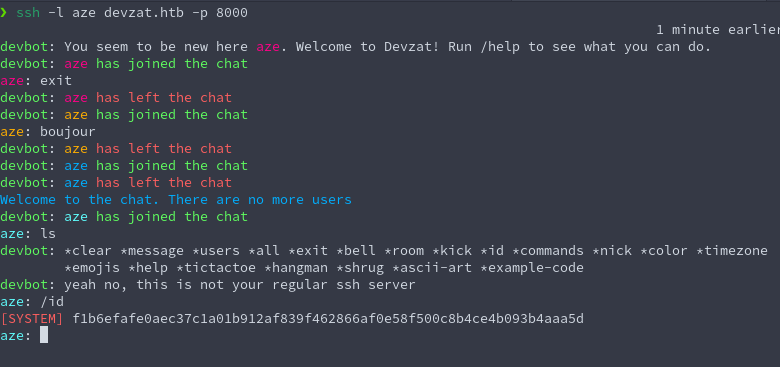 ❯ ssh -l aze devzat.htb -p 8000
1 minute earlier
devbot: You seem to be new here aze. Welcome to Devzat! Run /help to see what you can do.
devbot: aze has joined the chat
aze: exit
devbot: aze has left the chat
devbot: aze has joined the chat
aze: boujour
devbot: aze has left the chat
devbot: aze has joined the chat
devbot: aze has left the chat
Welcome to the chat. There are no more users
devbot: aze has joined the chat
aze: ls
devbot: *clear *message *users *all *exit *bell *room *kick *id *commands *nick *color *timezone
*emojis *help *tictactoe *hangman *shrug *ascii-art *example-code
devbot: yeah no, this is not your regular ssh server
aze: /id
[SYSTEM] f1b6efafe0aec37c1a01b912af839f462866af0e58f500c8b4ce4b093b4aaa5d
aze: